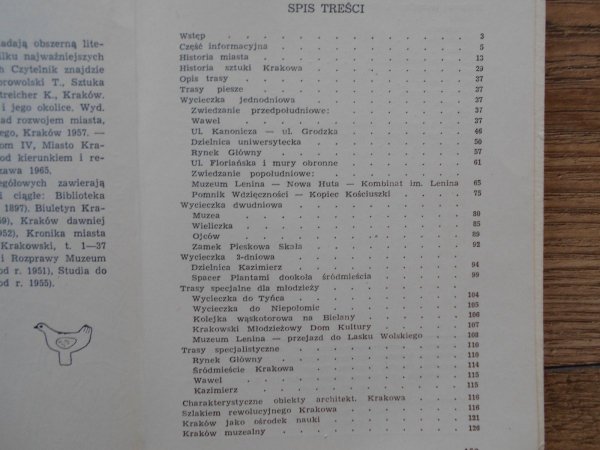 adają obszerną lite-
ilku najważniejszych
h Czytelnik znajdzie
orowolski T., Sztuka
treicher K., Kraków.
i jego okolice. Wyd.
ad rozwojem miasta,
ego, Kraków 1957. —
om IV, Miasto Kra-
od kierunkiem i re-
szawa 1965.
egółowych zawierają
i ciągłe: Biblioteka
1897). Biuletyn Kra-
59), Kraków dawniej
952), Kronika miasta
Krakowski, t. 1—37
i Rozprawy Muzeum
od r. 1951), Studia do
od r. 1955).
SPIS TREŚCI
Wstęp 3
Część informacyjna 5
Historia miasta 13
Historia sztuki Krakowa 29
Opis trasy 37
Trasy piesze 37
Wycieczka jednodniowa 37
Zwiedzanie przedpołudniowe: 37
Wawel 37
Ul. Kanonicza — ul. Grodzka 46
Dzielnica uniwersytecka 50
Rynek Główny 57
Ul. Floriańska i mury obronne 61
Zwiedzanie popołudniowe:
Muzeum Lenina — Nowa Huta — Kombinat im. Lenina 65
Pomnik Wdzięczności — Kopiec Kościuszki 75
Wycieczka dwudniowa
Muzea 80
Wieliczka 85
Ojców 89
Zamek Pieskowa Skała 92
Wycieczka 3-dniowa
Dzielnica Kazimierz 94
Spacer Plantami dookoła śródmieścia 99
Trasy specjalne dla młodzieży
Wycieczka do Tyńca 104
Wycieczka do Niepołomic 105
Kolejka wąskotorowa na Bielany 106
Krakowski Młodzieżowy Dom Kultury 107
Muzeum Lenina — przejazd do Lasku Wolskiego 108
Trasy specjalistyczne 110
Rynek Główny 110
Śródmieście Krakowa 114
Wawel 115
Kazimierz 115
Charakterystyczne obiekty architekt. Krakowa 116
Szlakiem rewolucyjnego Krakowa 116
Kraków jako ośrodek nauki 121
Kraków muzealny 126